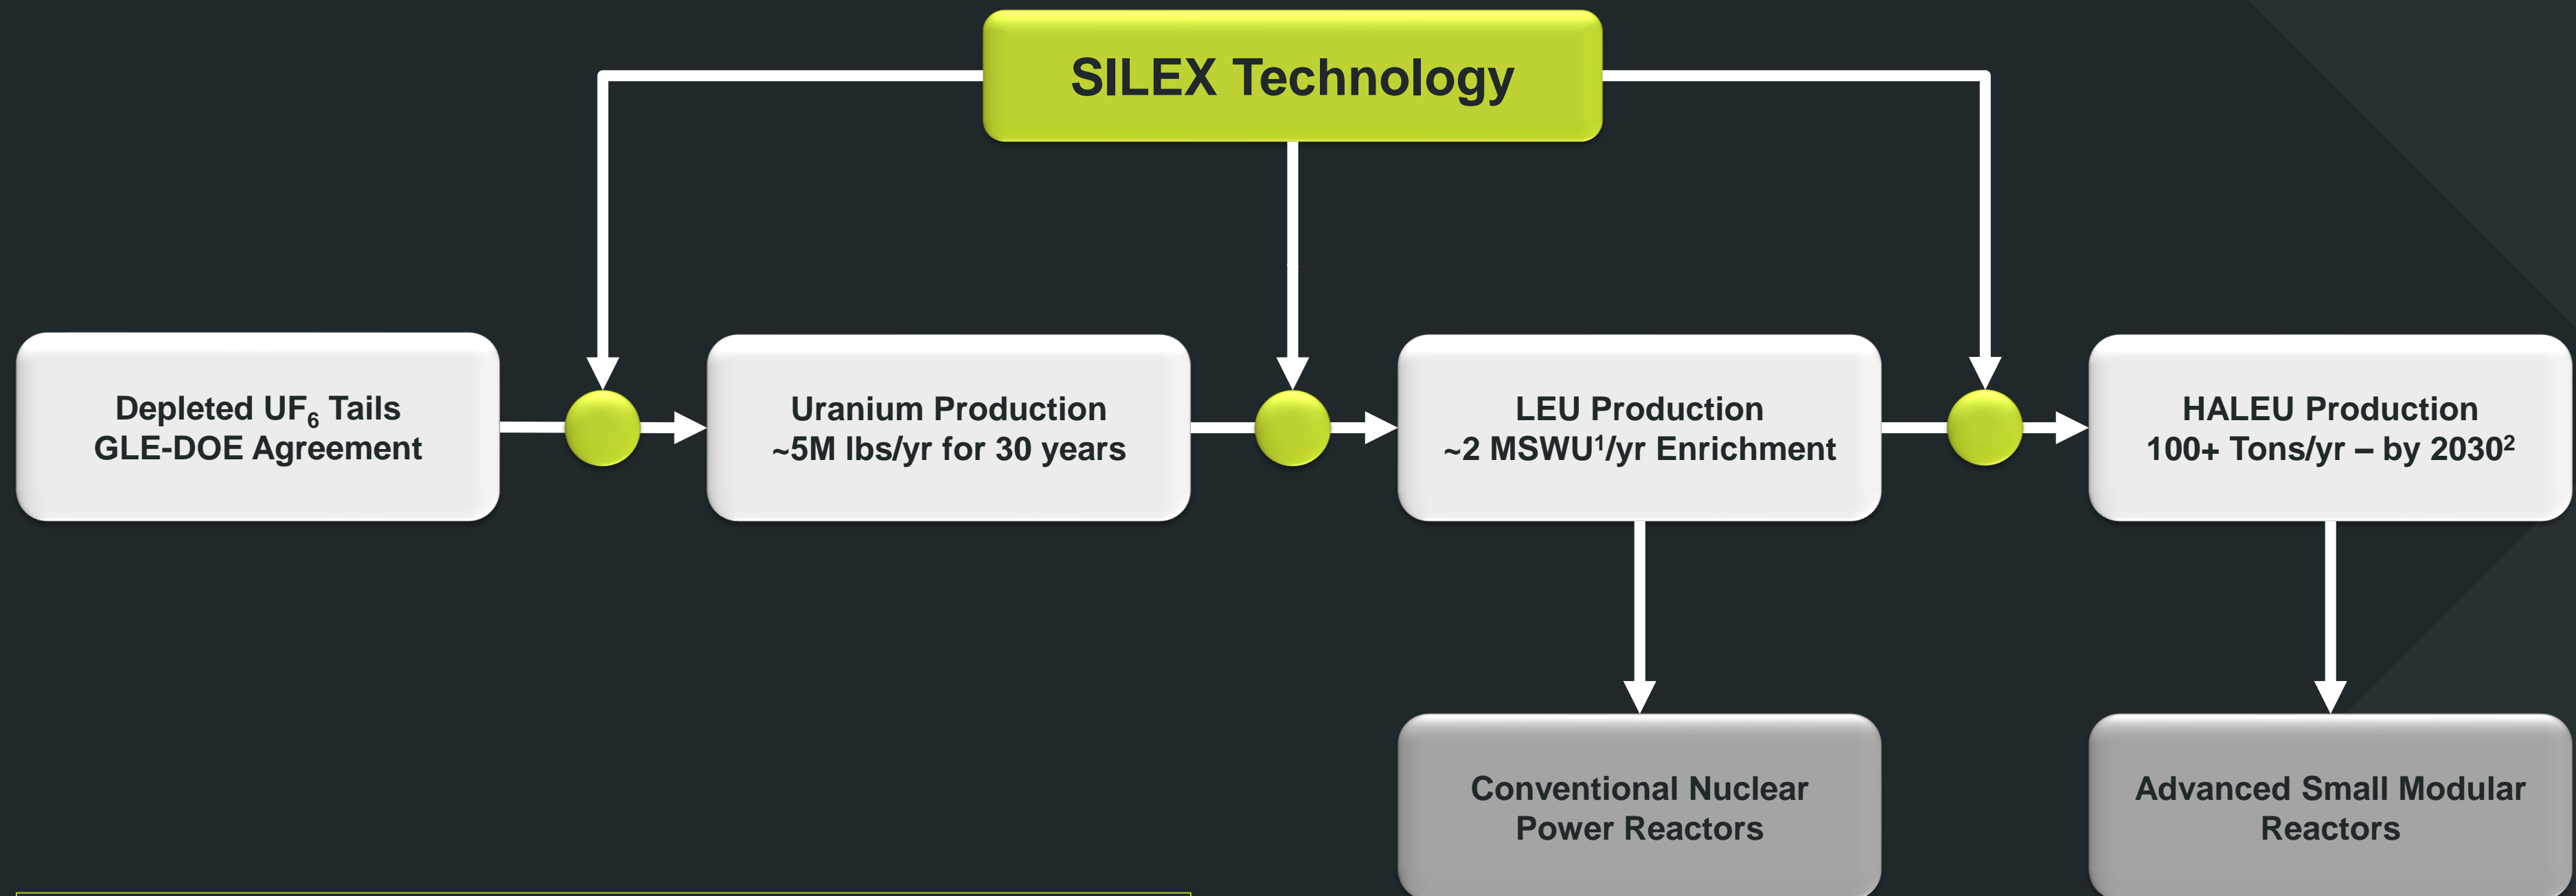 SILEX Technology
Depleted UF₆ Tails
GLE-DOE Agreement
Uranium Production
~5M lbs/yr for 30 years
LEU Production
~2 MSWU¹/yr Enrichment
HALEU Production
100+ Tons/yr – by 2030²
Conventional Nuclear
Power Reactors
Advanced Small Modular
Reactors